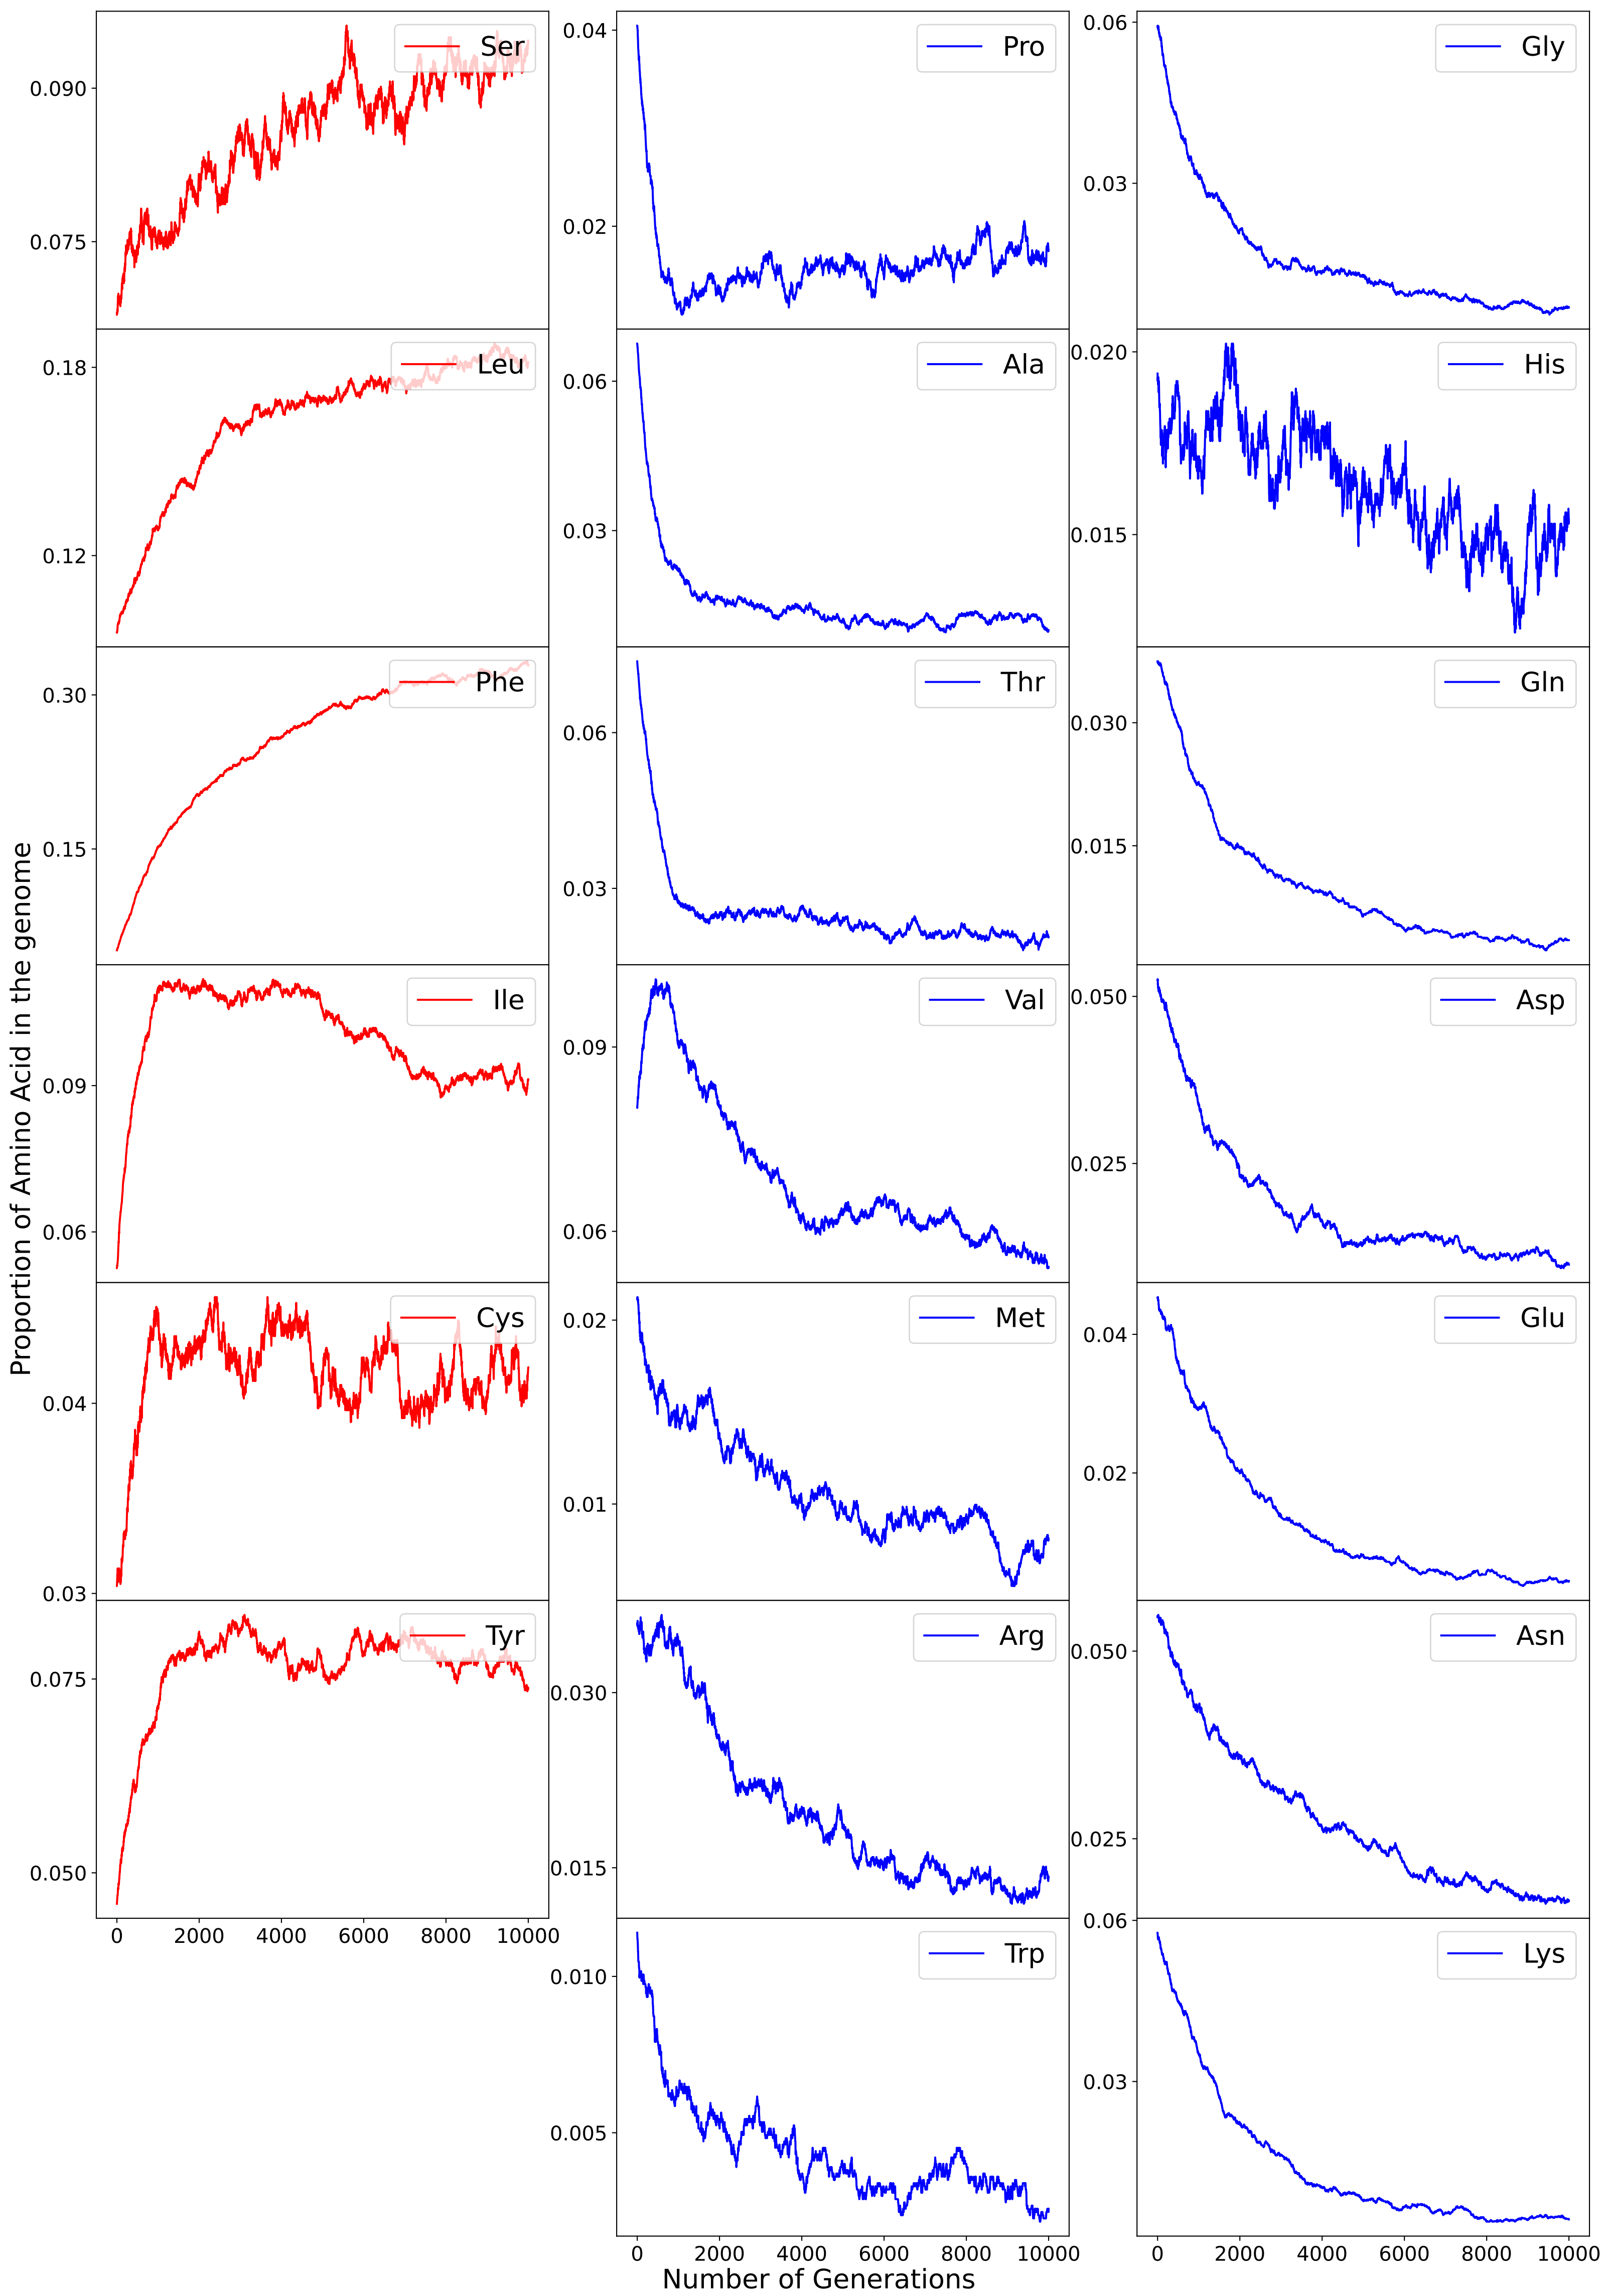 Proportion of Amino Acid in the genome
Ser
0.090
0.075
Pro
0.04
0.02
Gly
0.06
0.03
Leu
0.18
0.12
Ala
0.06
0.03
His
0.020
0.015
Phe
0.30
0.15
Thr
0.06
0.03
Gln
0.030
0.015
Ile
0.09
0.06
Val
0.09
0.06
Asp
0.050
0.025
Cys
0.04
0.03
Met
0.02
0.01
Glu
0.04
0.02
Tyr
0.075
0.050
0 2000 4000 6000 8000 10000
Arg
0.030
0.015
Asn
0.050
0.025
Trp
0.010
0.005
0 2000 4000 6000 8000 10000
Lys
0.06
0.03
0 2000 4000 6000 8000 10000
Number of Generations